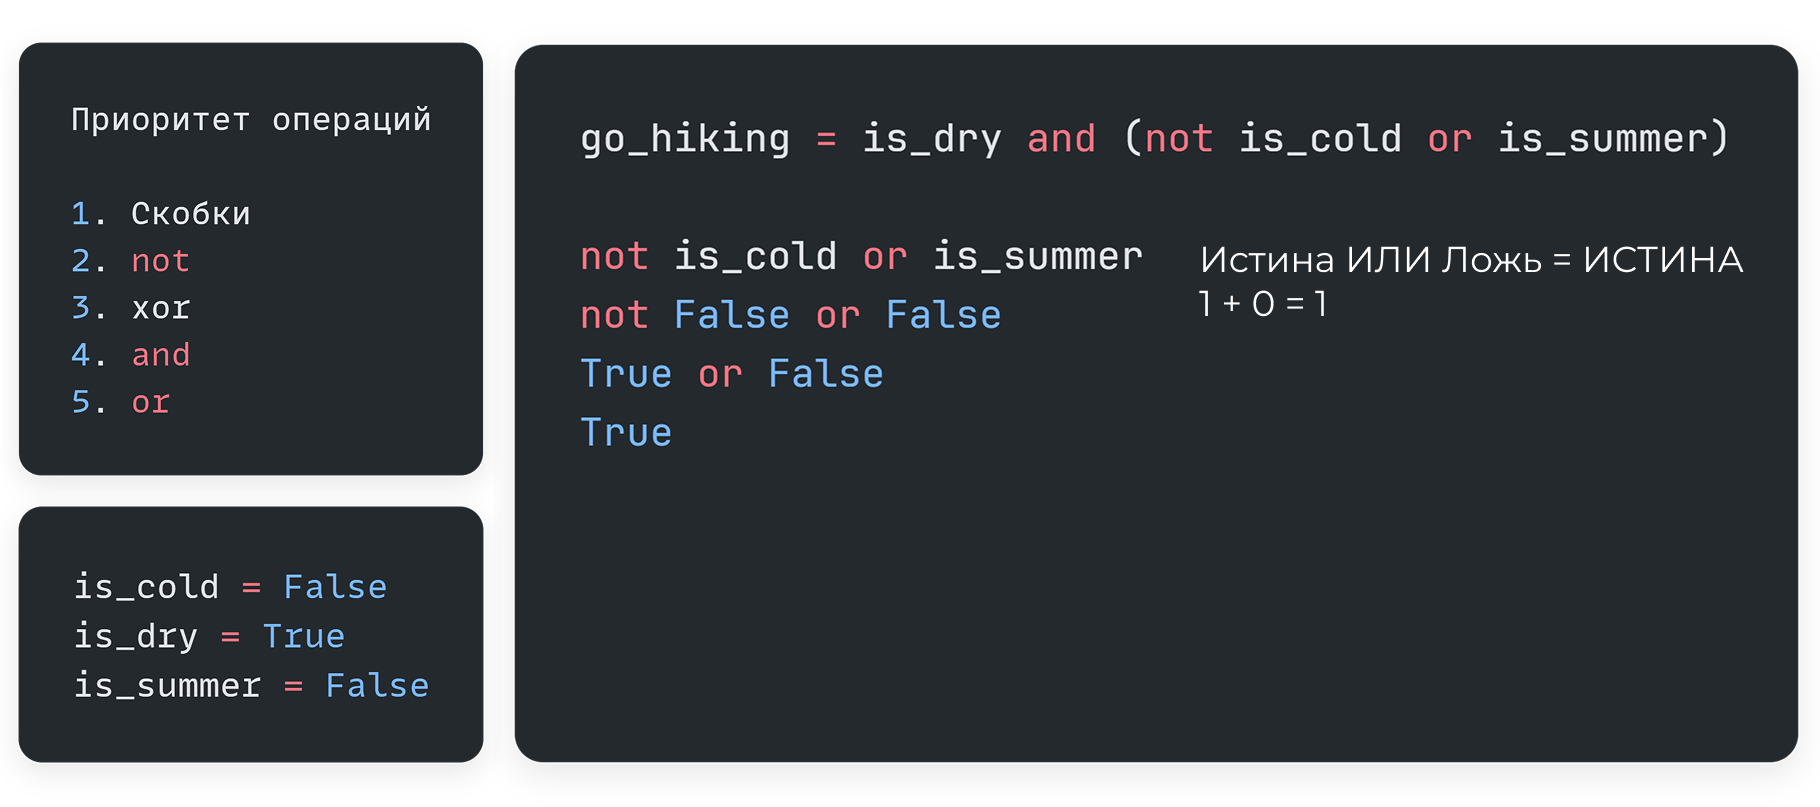 Приоритет операций
1. Скобки
2. not
3. xor
4. and
5. or
is_cold = False
is_dry = True
is_summer = False
go_hiking = is_dry and (not is_cold or is_summer)
not is_cold or is_summer
not False or False
True or False
True
Истина ИЛИ Ложь = ИСТИНА
1 + 0 = 1